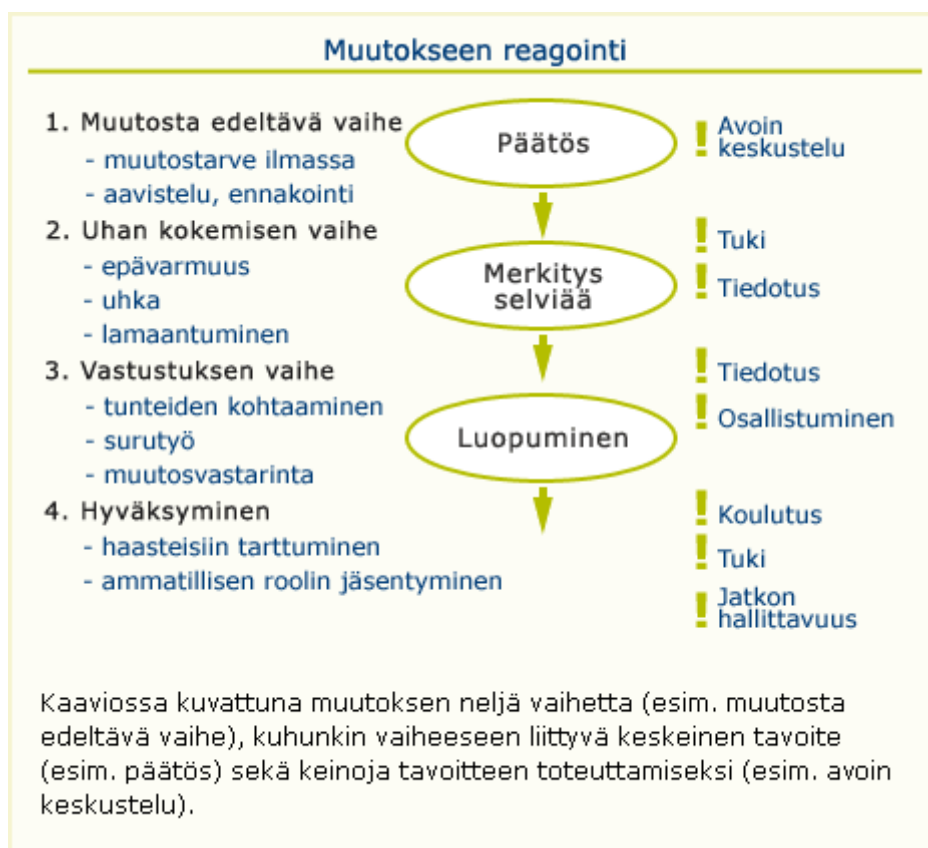 Muutokseen reagointi
1. Muutosta edeltävä vaihe
- muutostarve ilmassa
- aavistelu, ennakointi
Päätös
! Avoin
keskustelu
2. Uhan kokemisen vaihe
- epävarmuus
- uhka
- lamaantuminen
Merkitys
selviää
! Tuki
! Tiedotus
3. Vastustuksen vaihe
- tunteiden kohtaaminen
- surutyö
- muutosvastarinta
Luopuminen
! Tiedotus
! Osallistuminen
4. Hyväksyminen
- haasteisiin tarttuminen
- ammatillisen roolin jäsentyminen
! Koulutus
! Tuki
! Jatkon
hallittavuus
Kaaviossa kuvattuna muutoksen neljä vaihetta (esim. muutosta
edeltävä vaihe), kuhunkin vaiheeseen liittyvä keskeinen tavoite
(esim. päätös) sekä keinoja tavoitteen toteuttamiseksi (esim. avoin
keskustelu).